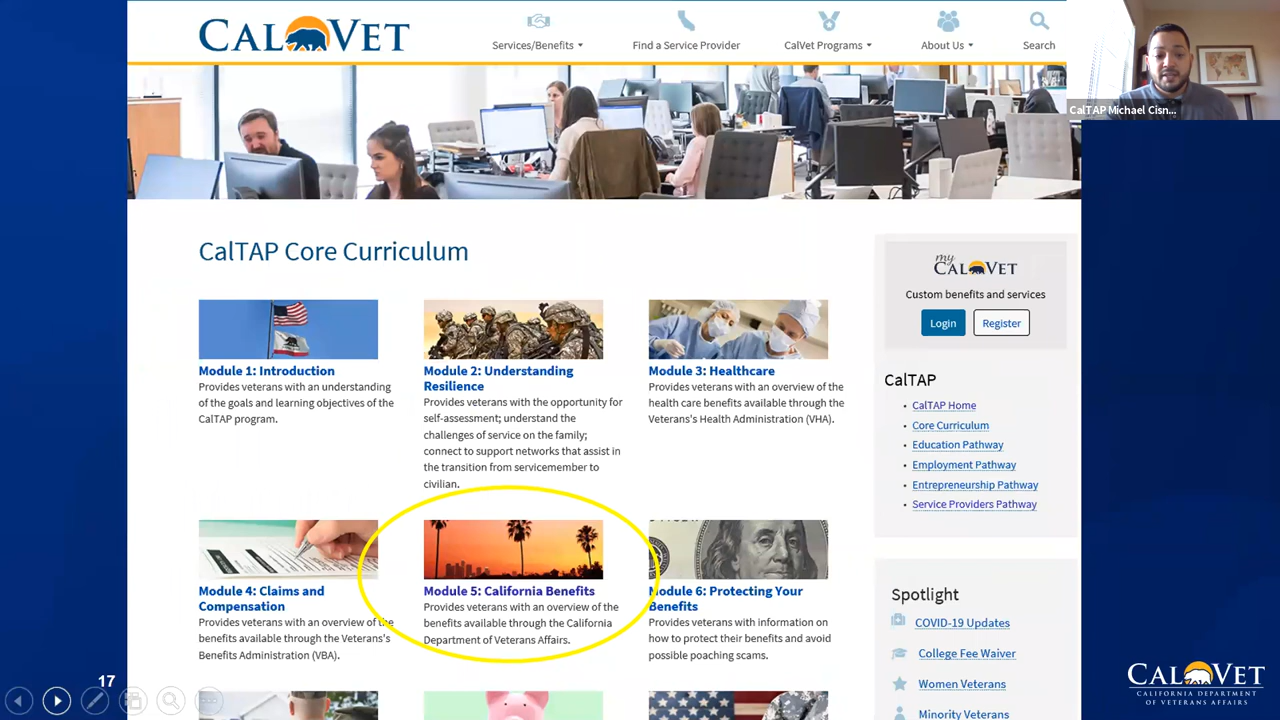 CALVET
Services/Benefits
Find a Service Provider
CalVet Programs
About Us
Search
CalTAP Michael Cisn...
CalTAP Core Curriculum
Module 1: Introduction
Provides veterans with an understanding
of the goals and learning objectives of the
CalTAP program.
Module 2: Understanding
Resilience
Provides veterans with the opportunity for
self-assessment; understand the
challenges of service on the family;
connect to support networks that assist in
the transition from servicemember to
civilian.
Module 3: Healthcare
Provides veterans with an overview of the
health care benefits available through the
Veterans's Health Administration (VHA).
Module 4: Claims and
Compensation
Provides veterans with an overview of the
benefits available through the Veterans's
Benefits Administration (VBA).
Module 5: California Benefits
Provides veterans with an overview of the
benefits available through the California
Department of Veterans Affairs.
Module 6: Protecting Your
Benefits
Provides veterans with information on
how to protect their benefits and avoid
possible poaching scams.
my
CALVET
Custom benefits and services
Login
Register
CalTAP
• CalTAP Home
• Core Curriculum
• Education Pathway
• Employment Pathway
• Entrepreneurship Pathway
• Service Providers Pathway
Spotlight
COVID-19 Updates
College Fee Waiver
Women Veterans
Minority Veterans
17
CALVET
CALIFORNIA DEPARTMENT
OF VETERANS AFFAIRS